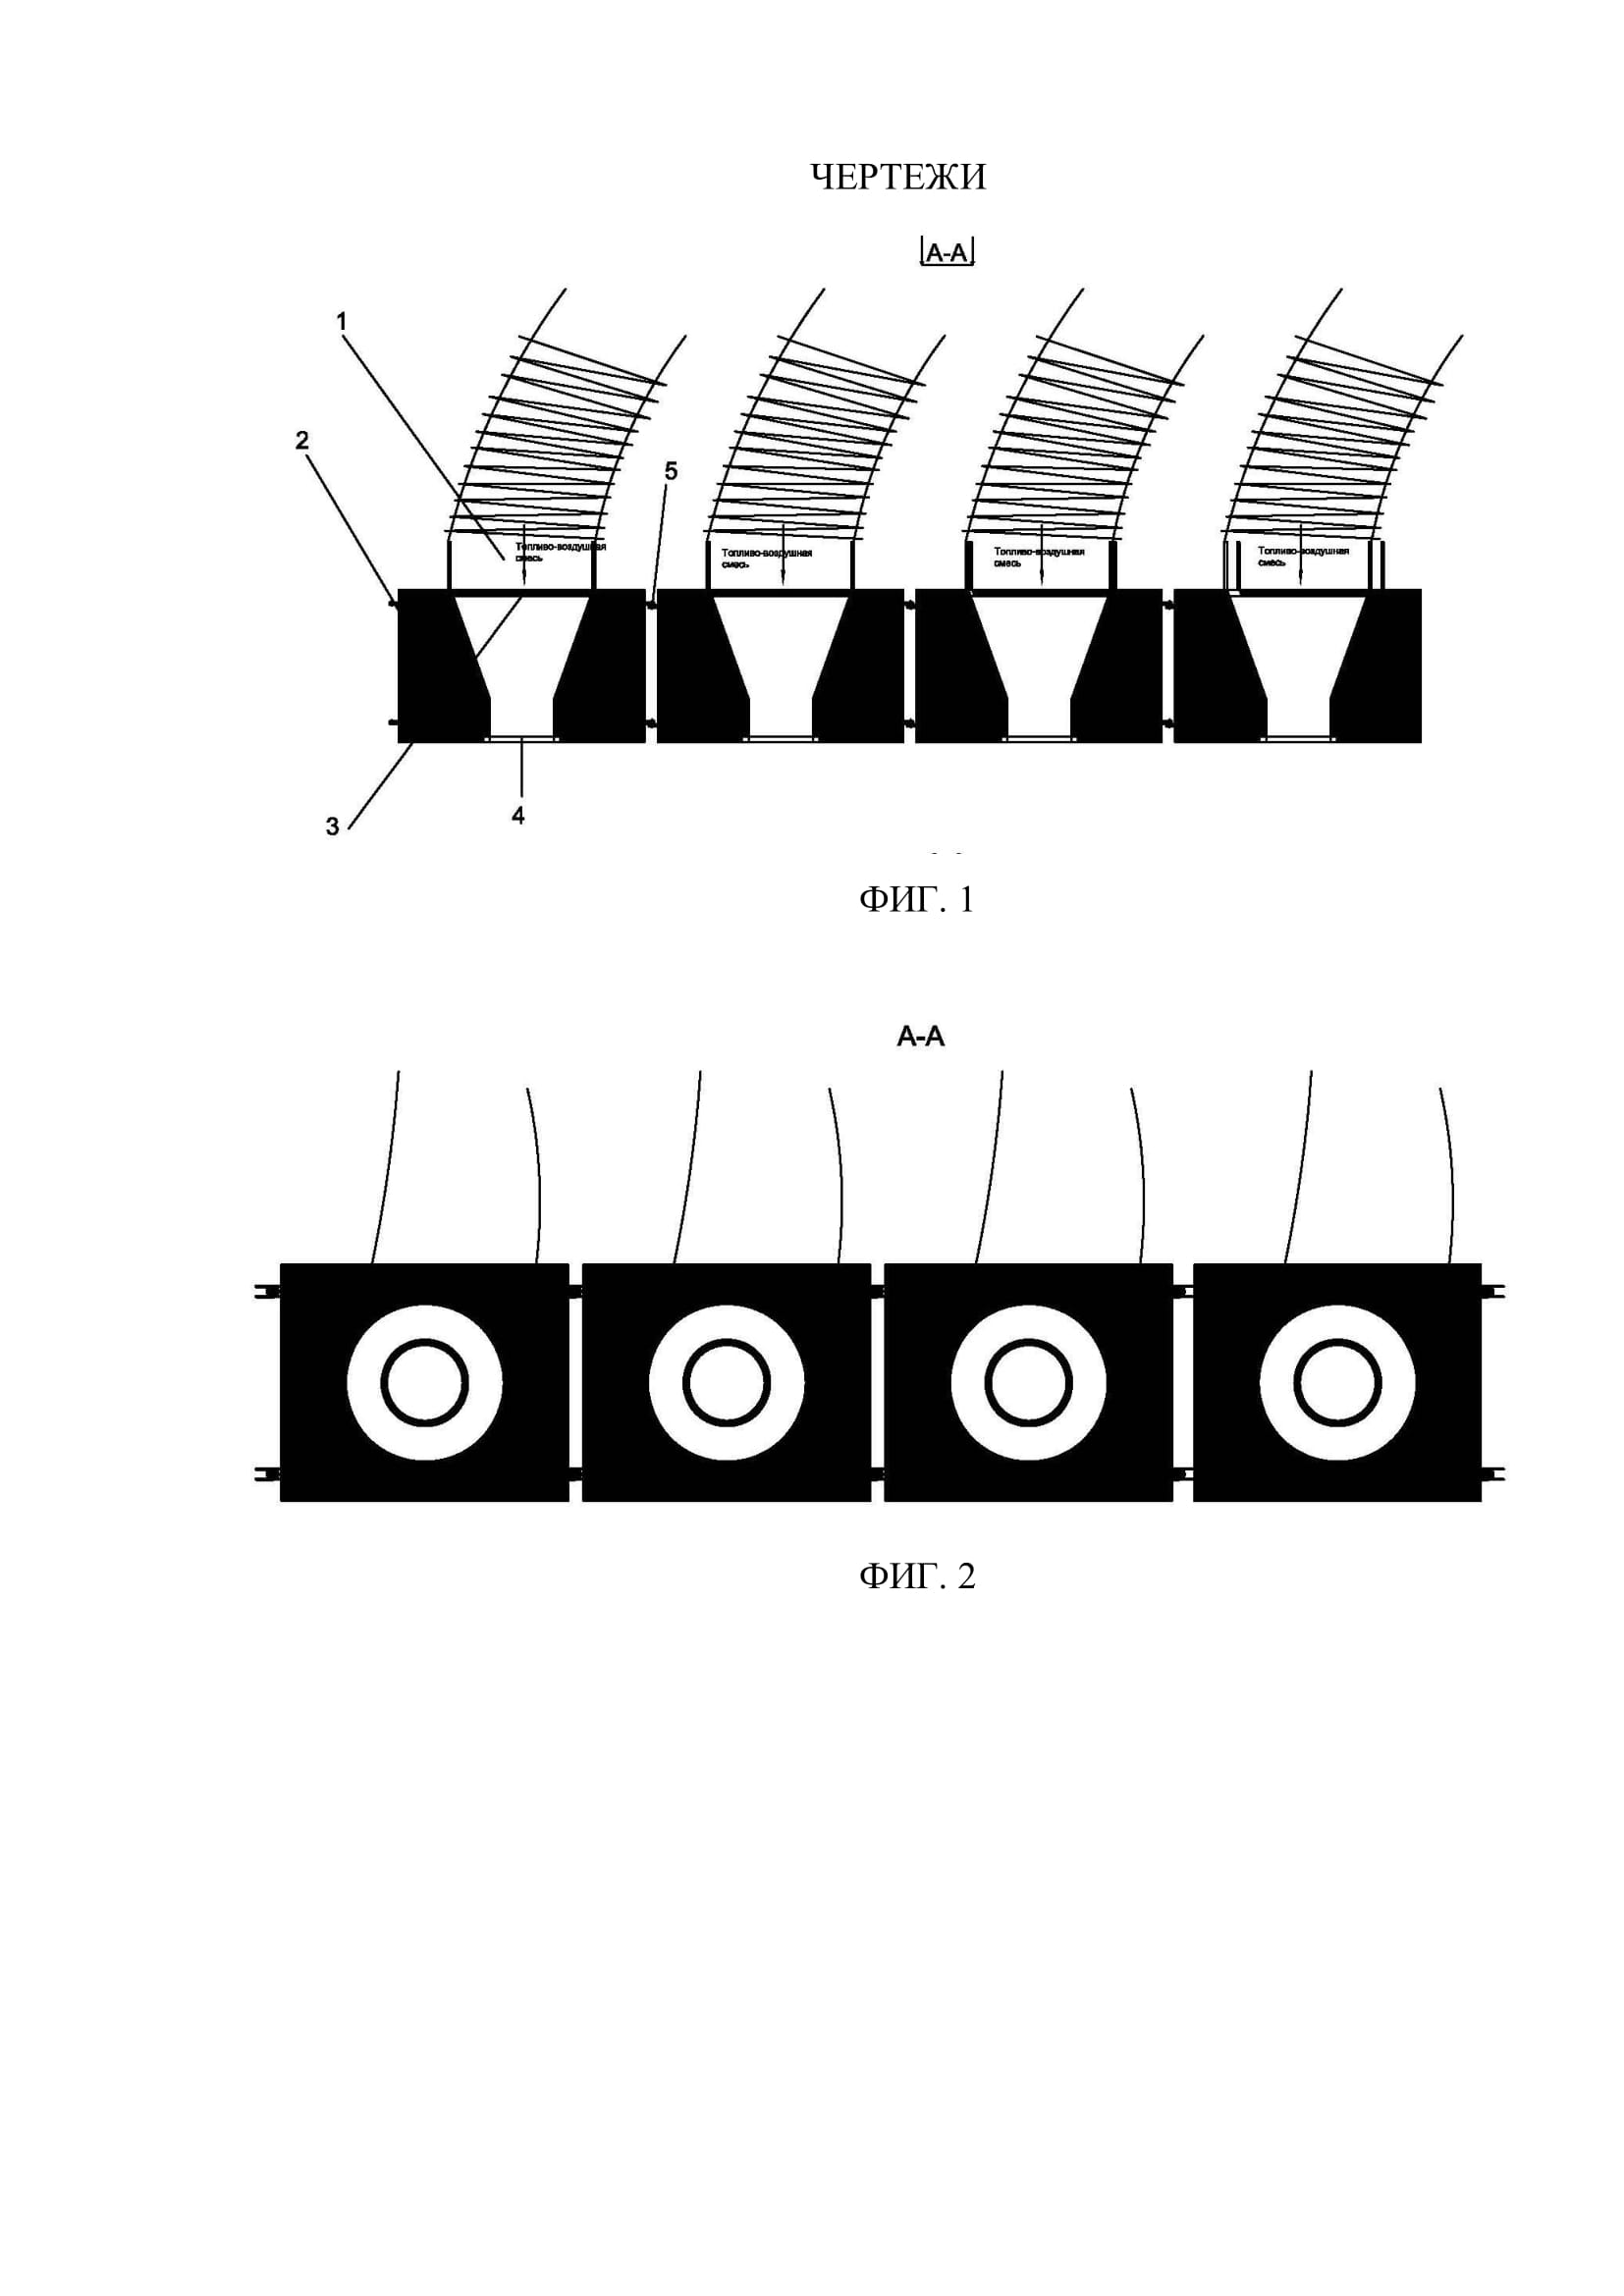 ЧЕРТЕЖИ
А-А
1
2
5
Топливо-воздушная
смесь
Топливо-воздушная
смесь
Топливо-воздушная
смесь
Топливо-воздушная
смесь
3
4
ФИГ. 1
А-А
ФИГ. 2